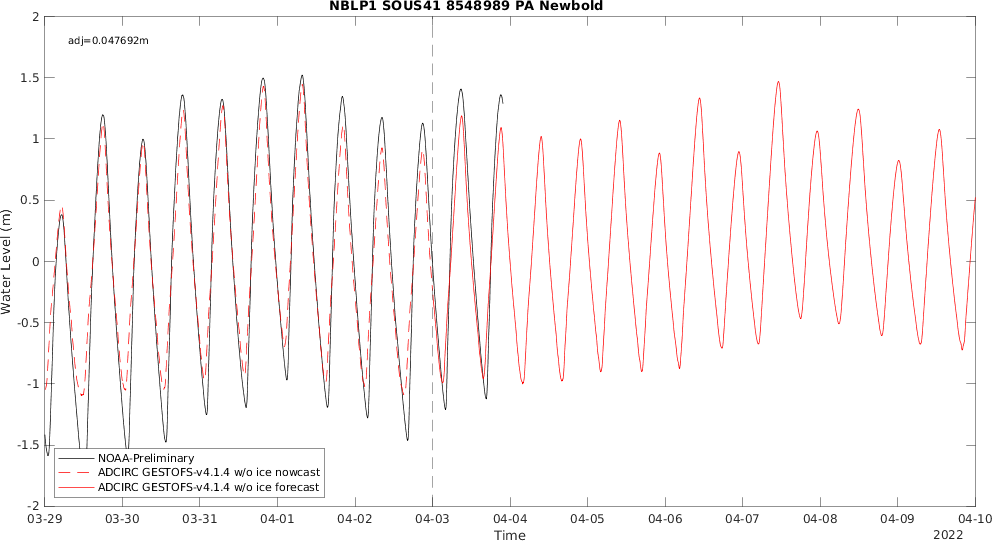 NBLP1 SOUS41 8548989 PA Newbold
adj=0.047692m
2
1.5
1
0.5
0
-0.5
-1
-1.5
-2
Water Level (m)
NOAA-Preliminary
ADCIRC GESTOFS-v4.1.4 w/o ice nowcast
ADCIRC GESTOFS-v4.1.4 w/o ice forecast
03-29 03-30 03-31 04-01 04-02 04-03 04-04 04-05 04-06 04-07 04-08 04-09 04-10
Time
2022